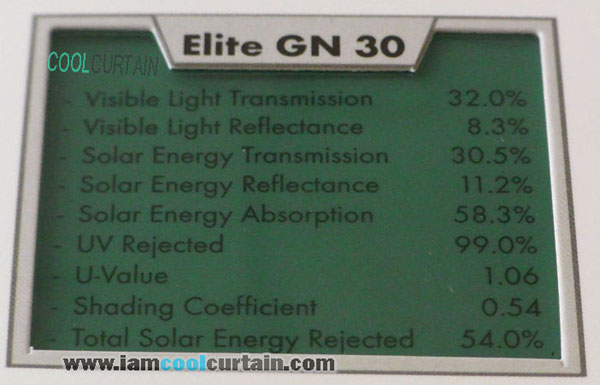 Elite GN 30
COOLCURTAIN
- Visible Light Transmission 32.0%
- Visible Light Reflectance 8.3%
- Solar Energy Transmission 30.5%
- Solar Energy Reflectance 11.2%
- Solar Energy Absorption 58.3%
- UV Rejected 99.0%
- U-Value 1.06
- Shading Coefficient 0.54
- Total Solar Energy Rejected 54.0%
www.iamcoolcurtain.com